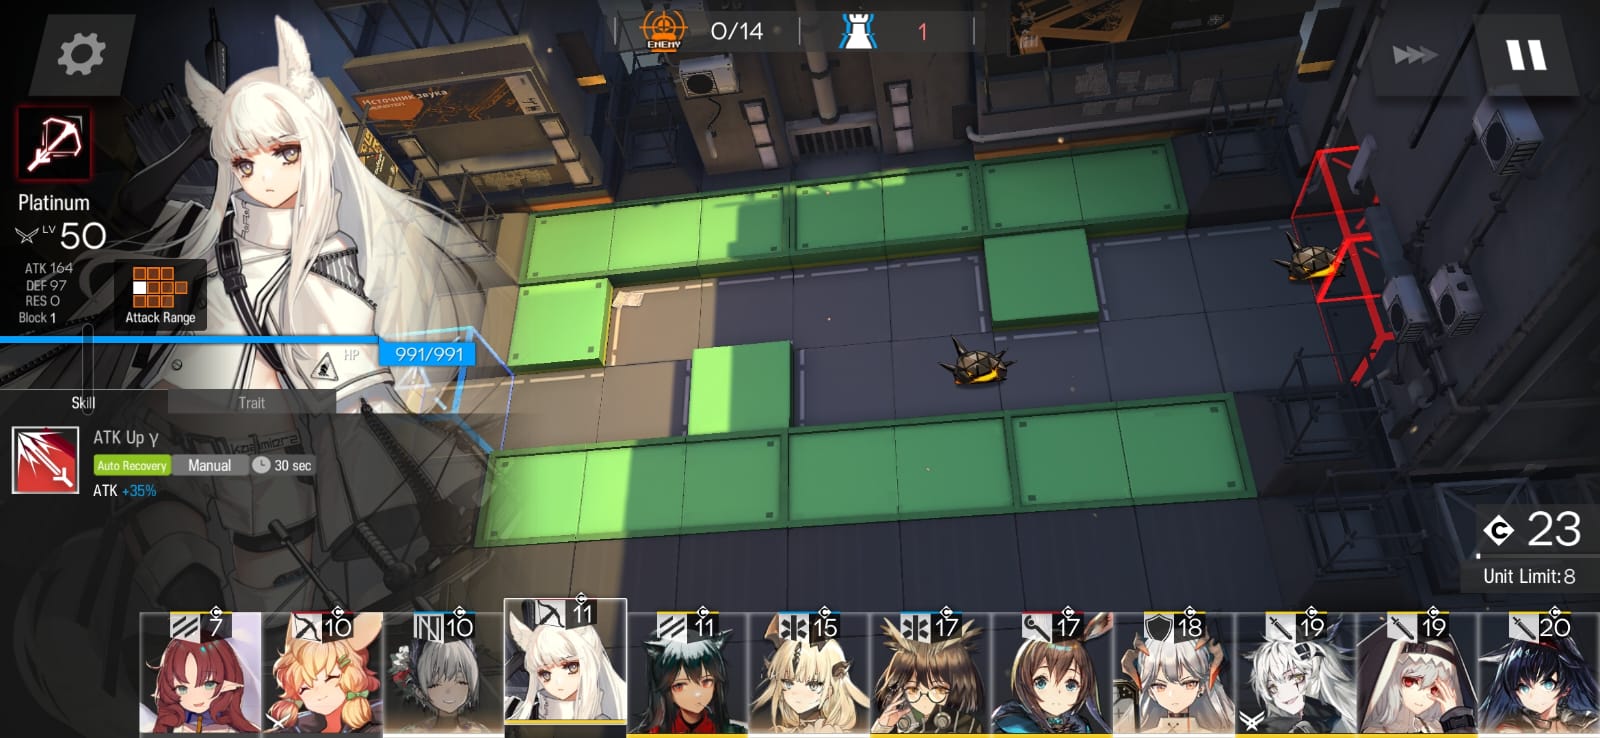 ENEMY
0/14
1
Источник звука
Platinum
LV 50
ATK 164
DEF 97
RES 0
Block 1
Attack Range
HP
991/991
Skill
Trait
ATK Up γ
Auto Recovery
Manual
30 sec
ATK +35%
23
Unit Limit:8
7
10
10
11
11
15
17
17
18
19
19
20